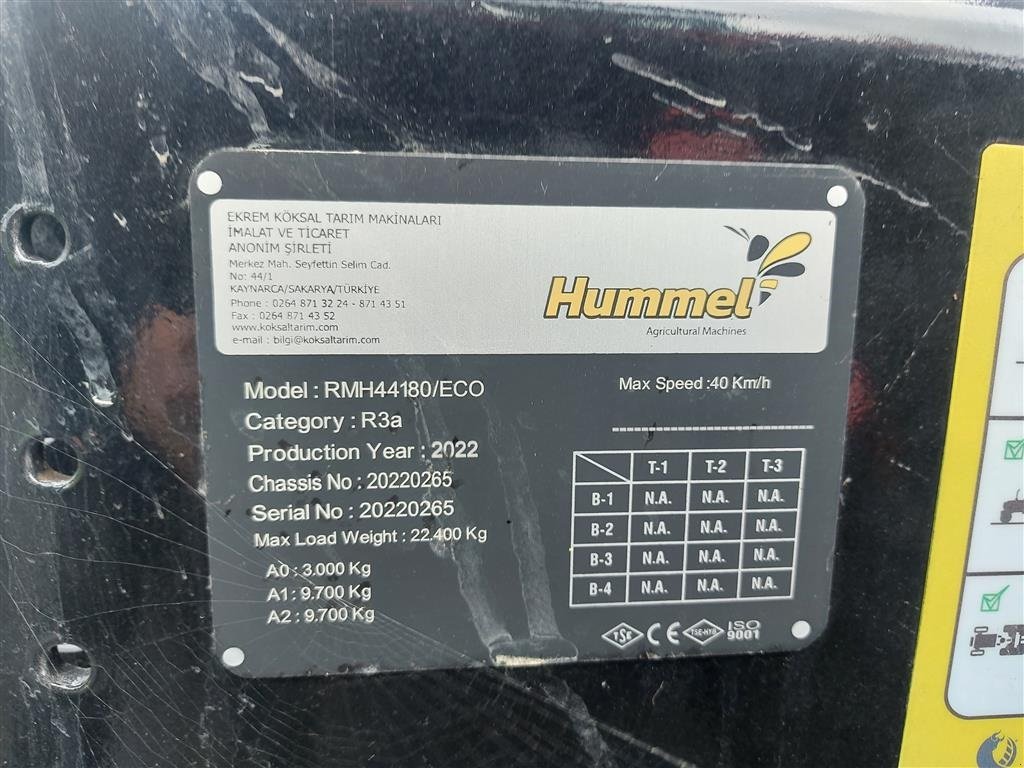 EKREM KÖKSAL TARIM MAKİNALARI
İMALAT VE TİCARET
ANONİM ŞİRLETİ
Merkez Mah. Seyfettin Selim Cad.
No: 44/1
KAYNARCA/SAKARYA/TÜRKİYE
Phone : 0264 871 32 24 - 871 43 51
Fax : 0264 871 43 52
www.koksaltarim.com
e-mail : bilgi@koksaltarim.com
Hummel
Agricultural Machines
Model : RMH44180/ECO
Category : R3a
Production Year : 2022
Chassis No : 20220265
Serial No : 20220265
Max Load Weight : 22.400 Kg
A0 : 3.000 Kg
A1 : 9.700 Kg
A2 : 9.700 Kg
Max Speed :40 Km/h
T-1 T-2 T-3
B-1 N.A. N.A. N.A.
B-2 N.A. N.A. N.A.
B-3 N.A. N.A. N.A.
B-4 N.A. N.A. N.A.
TSE CE TSE-HYB ISO 9001